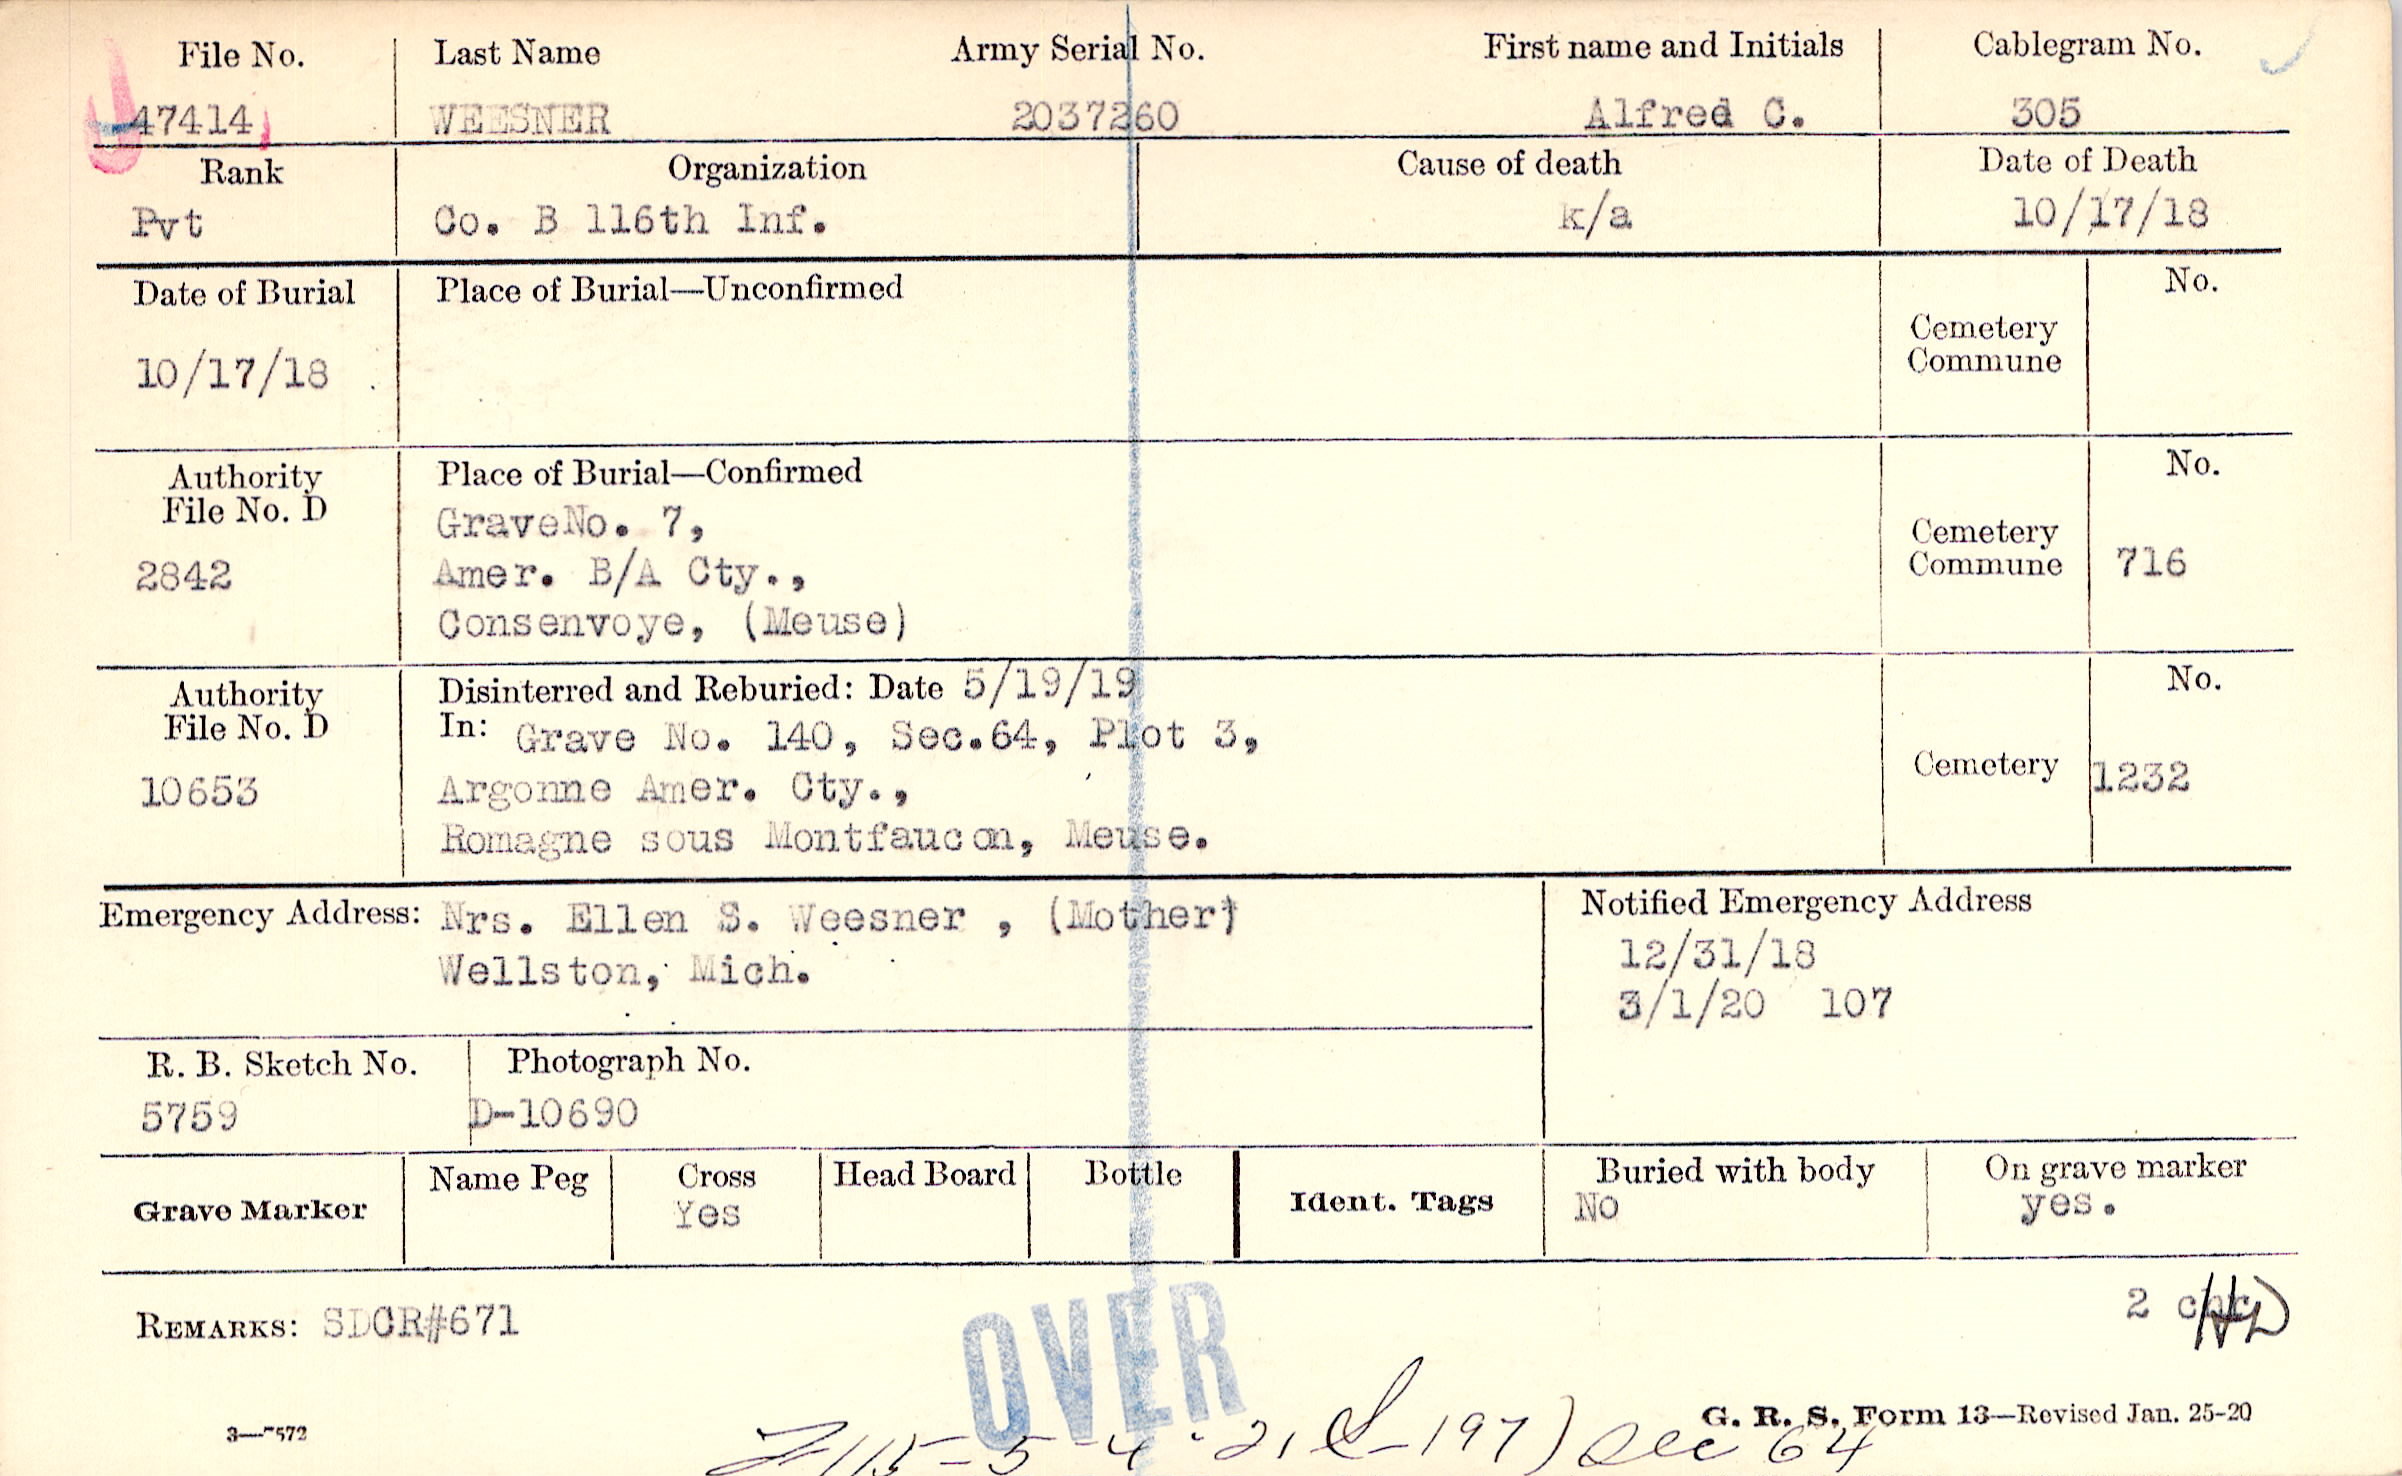 File No. Last Name Army Serial No. First name and Initials Cablegram No.
47414 WEESNER 2037260 Alfred C. 305
Rank Organization Cause of death Date of Death
Pvt Co. B 116th Inf. k/a 10/17/18
Date of Burial Place of Burial—Unconfirmed No.
10/17/18 Cemetery
Commune
Authority Place of Burial—Confirmed No.
File No. D GraveNo. 7, Cemetery
2842 Amer. B/A Cty., Commune 716
Consenvoye, (Meuse)
Authority Disinterred and Reburied: Date 5/19/19 No.
File No. D In: Grave No. 140, Sec.64, Plot 3,
10653 Argonne Amer. Cty., Cemetery 1232
Romagne sous Montfaucon, Meuse.
Emergency Address: Nrs. Ellen S. Weesner , (Mother) Notified Emergency Address
Wellston, Mich. 12/31/18
3/1/20 107
R. B. Sketch No. Photograph No.
5759 D-10690
Grave Marker Name Peg Cross Head Board Bottle Ident. Tags Buried with body On grave marker
Yes No yes.
REMARKS: SDCR#671 2
OVER
3—7572 G. R. S. Form 13—Revised Jan. 25-20
-5-4-21 -197) Sec 64